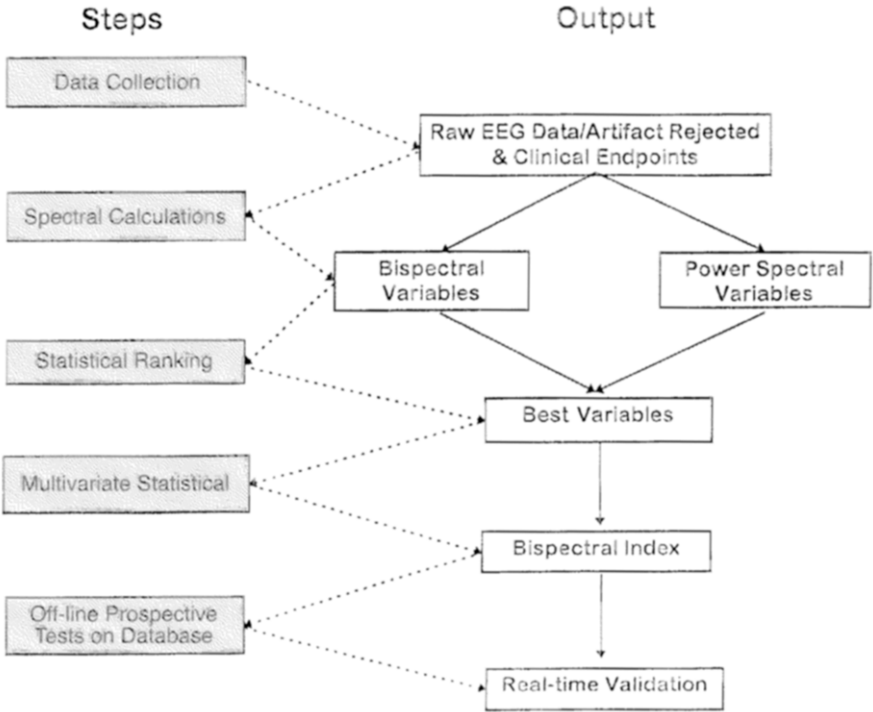 Steps
Output
Data Collection
Raw EEG Data/Artifact Rejected
& Clinical Endpoints
Spectral Calculations
Bispectral
Variables
Power Spectral
Variables
Statistical Ranking
Best Variables
Multivariate Statistical
Bispectral Index
Off-line Prospective
Tests on Database
Real-time Validation